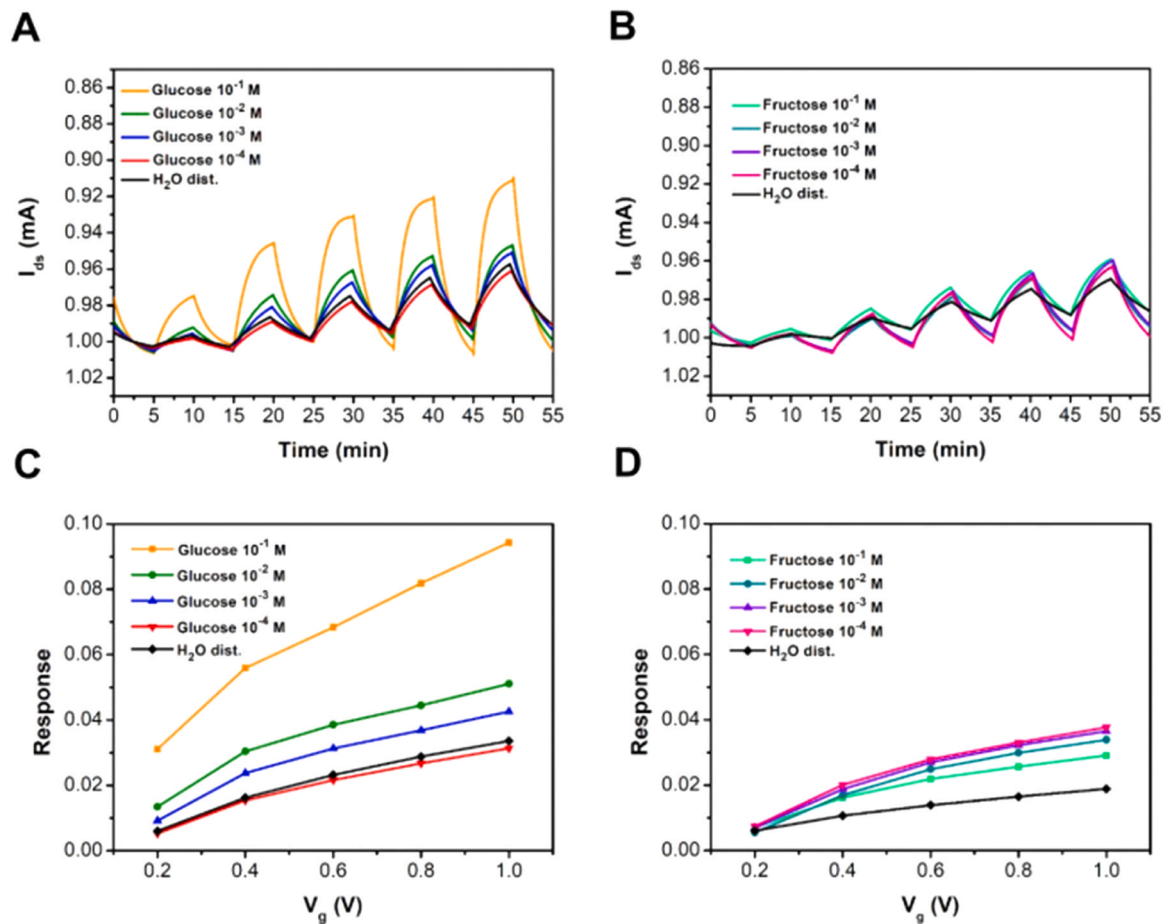 A
0.86
0.88
0.90
0.92
0.94
0.96
0.98
1.00
1.02
I_ds (mA)
Glucose 10⁻¹ M
Glucose 10⁻² M
Glucose 10⁻³ M
Glucose 10⁻⁴ M
H₂O dist.
0 5 10 15 20 25 30 35 40 45 50 55
Time (min)
B
0.86
0.88
0.90
0.92
0.94
0.96
0.98
1.00
1.02
I_ds (mA)
Fructose 10⁻¹ M
Fructose 10⁻² M
Fructose 10⁻³ M
Fructose 10⁻⁴ M
H₂O dist.
0 5 10 15 20 25 30 35 40 45 50 55
Time (min)
C
0.10
0.08
0.06
0.04
0.02
0.00
Response
Glucose 10⁻¹ M
Glucose 10⁻² M
Glucose 10⁻³ M
Glucose 10⁻⁴ M
H₂O dist.
0.2 0.4 0.6 0.8 1.0
V_g (V)
D
0.10
0.08
0.06
0.04
0.02
0.00
Response
Fructose 10⁻¹ M
Fructose 10⁻² M
Fructose 10⁻³ M
Fructose 10⁻⁴ M
H₂O dist.
0.2 0.4 0.6 0.8 1.0
V_g (V)